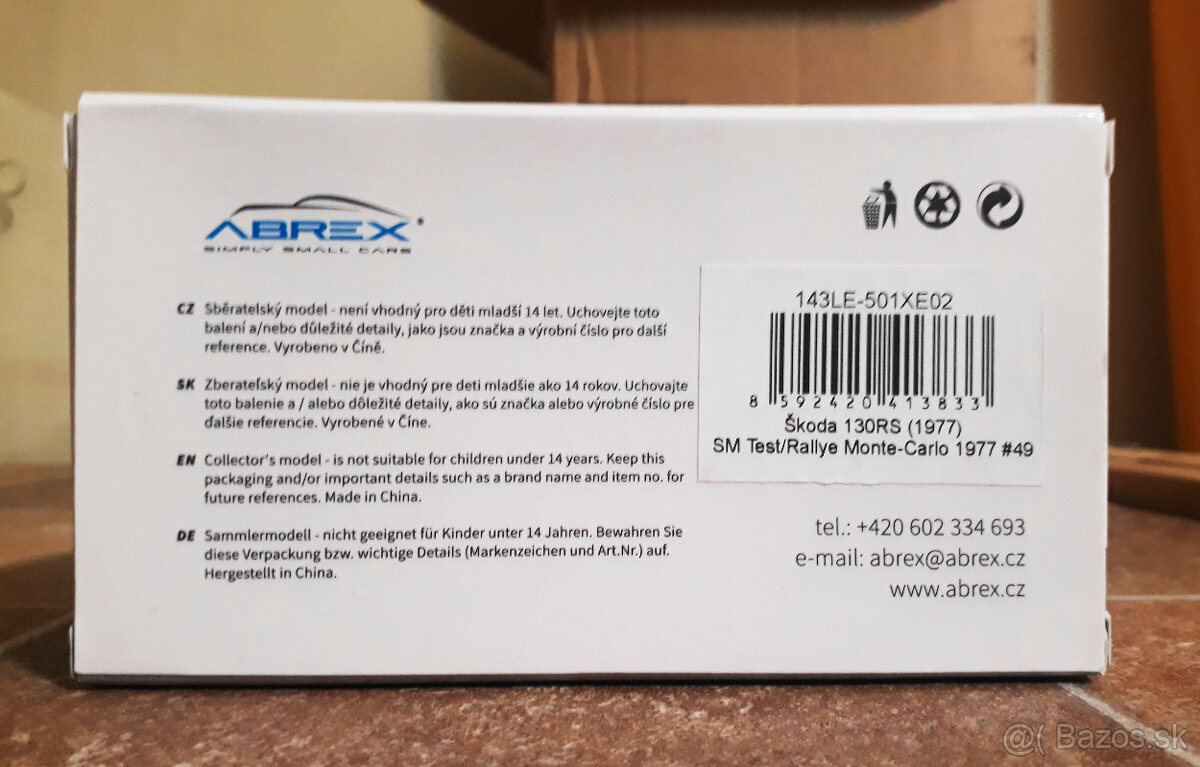 ABREX®
SIMPLY SMALL CARS
CZ Sběratelský model - není vhodný pro děti mladší 14 let. Uchovejte toto
balení a/nebo důležité detaily, jako jsou značka a výrobní číslo pro další
reference. Vyrobeno v Číně.
SK Zberateľský model - nie je vhodný pre deti mladšie ako 14 rokov. Uchovajte
toto balenie a / alebo dôležité detaily, ako sú značka alebo výrobné číslo pre
ďalšie referencie. Vyrobené v Číne.
EN Collector's model - is not suitable for children under 14 years. Keep this
packaging and/or important details such as a brand name and item no. for
future references. Made in China.
DE Sammlermodell - nicht geeignet für Kinder unter 14 Jahren. Bewahren Sie
diese Verpackung bzw. wichtige Details (Markenzeichen und Art.Nr.) auf.
Hergestellt in China.
143LE-501XE02
8 592420 413833
Škoda 130RS (1977)
SM Test/Rallye Monte-Carlo 1977 #49
tel.: +420 602 334 693
e-mail: abrex@abrex.cz
www.abrex.cz
@( Bazos.sk